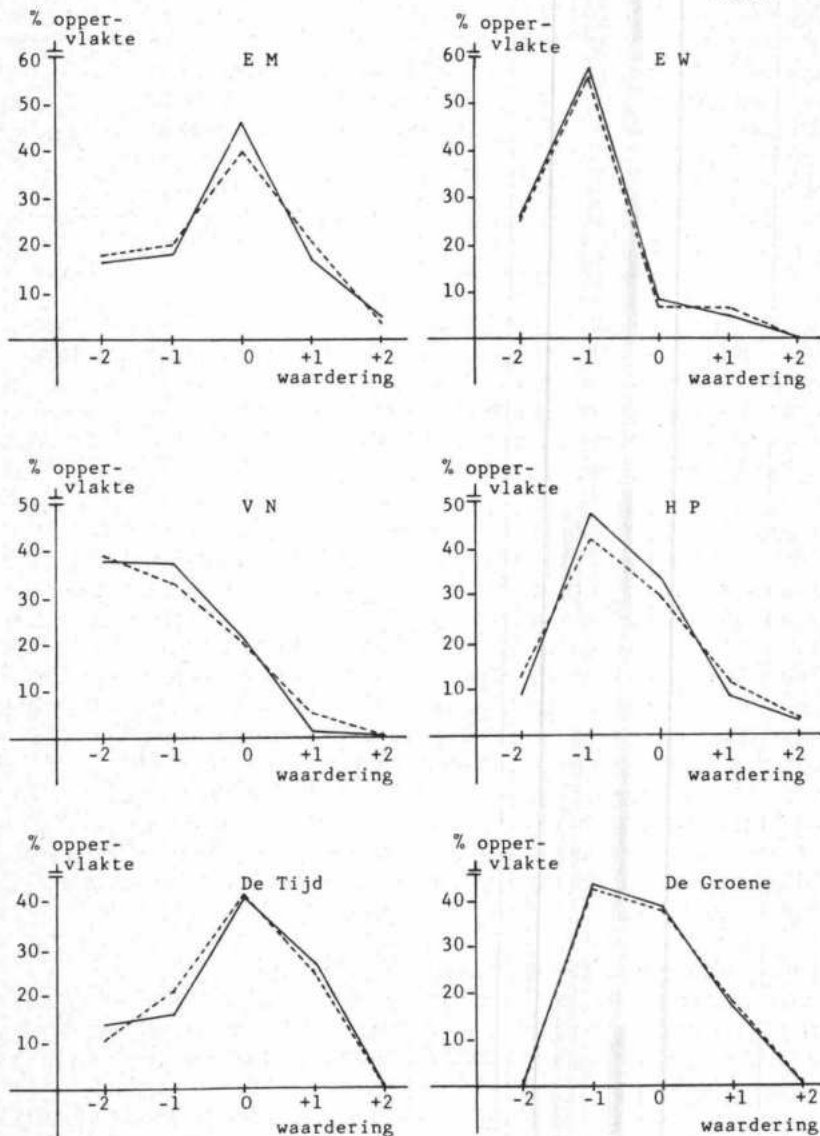 % opper-
vlakte
E M
60
50-
40-
30-
20-
10-
-2 -1 0 +1 +2
waardering
% opper-
vlakte
E W
60
50-
40-
30-
20-
10-
-2 -1 0 +1 +2
waardering
% opper-
vlakte
V N
50
40-
30-
20-
10-
-2 -1 0 +1 +2
waardering
% opper-
vlakte
H P
50
40
30
20
10
-2 -1 0 +1 +2
waardering
% opper-
vlakte
De Tijd
40-
30-
20-
10-
-2 -1 0 +1 +2
waardering
% opper-
vlakte
De Groene
40
30
20
10
-2 -1 0 +1 +2
waardering